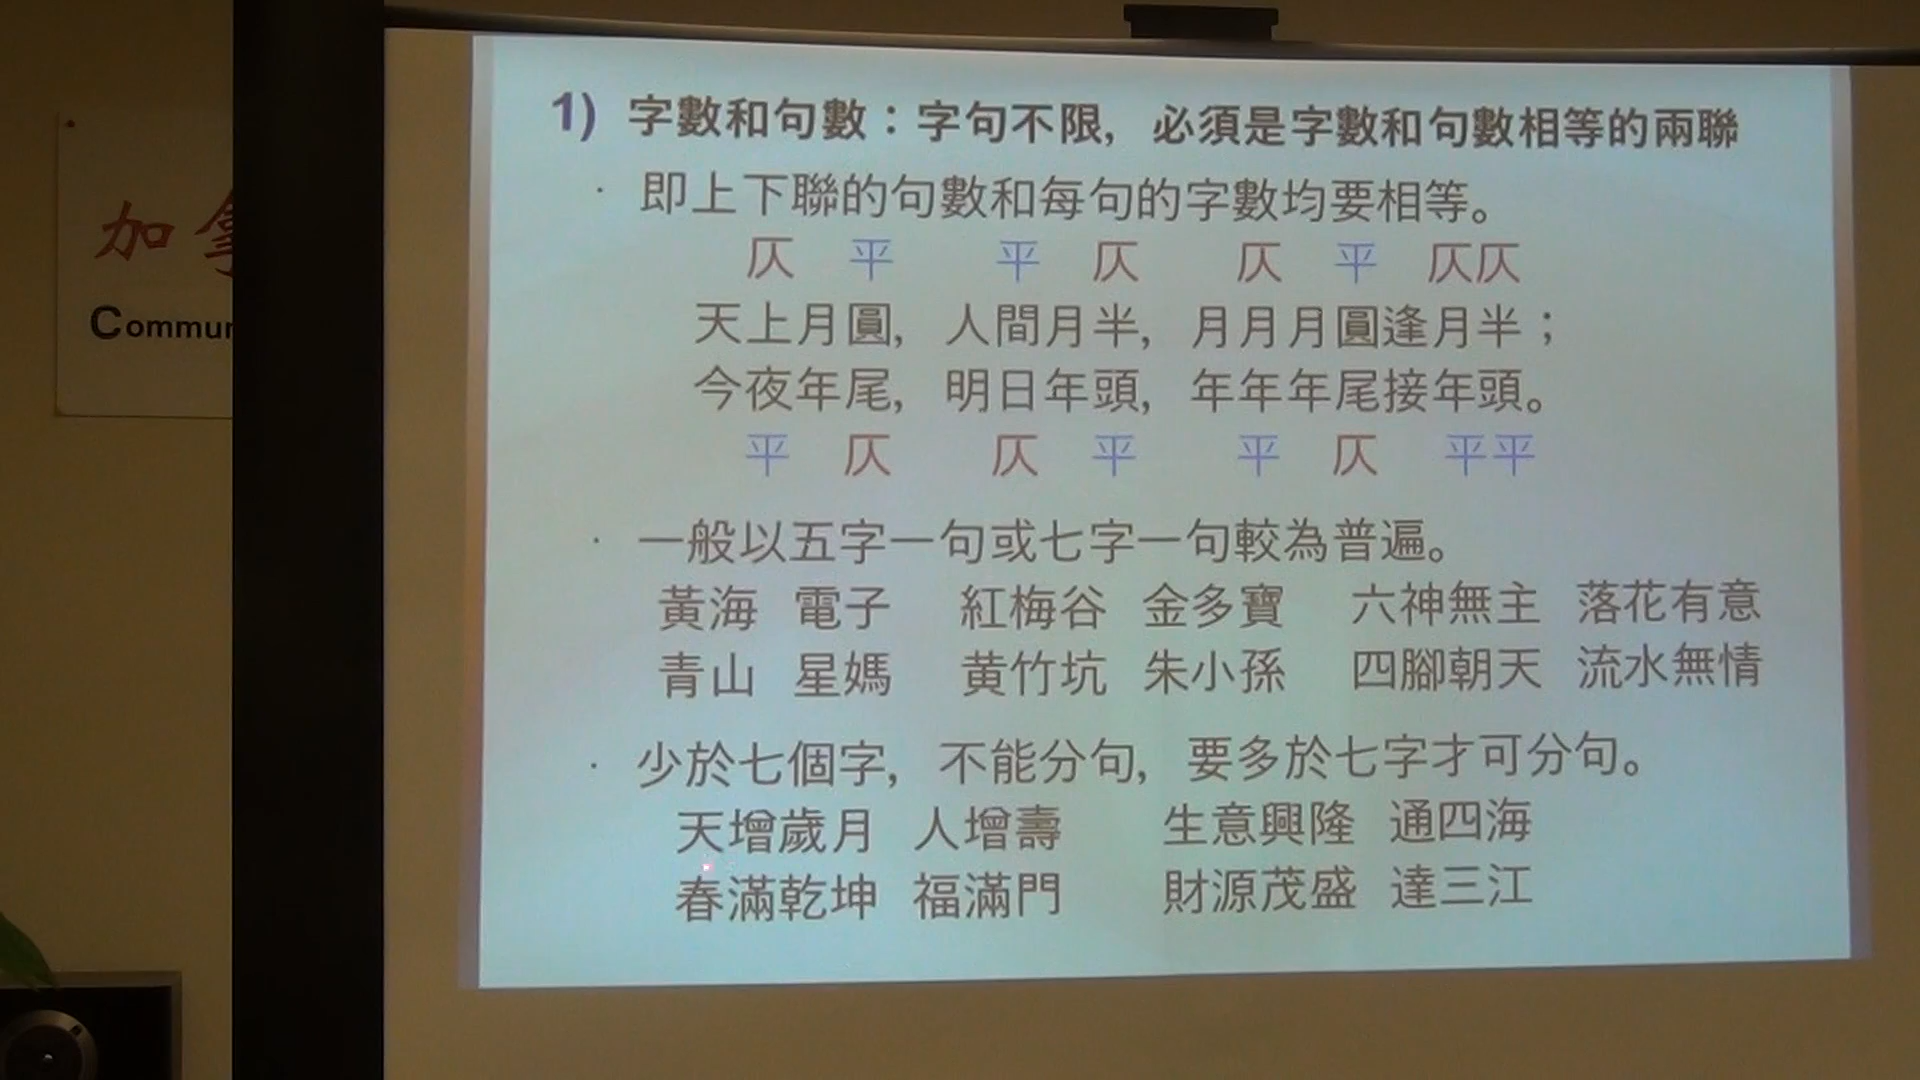 1) 字數和句數：字句不限，必須是字數和句數相等的兩聯
· 即上下聯的句數和每句的字數均要相等。
仄 平 平 仄 仄 平 仄仄
天上月圓，人間月半，月月月圓逢月半；
今夜年尾，明日年頭，年年年尾接年頭。
平 仄 仄 平 平 仄 平平
· 一般以五字一句或七字一句較為普遍。
黃海 電子 紅梅谷 金多寶 六神無主 落花有意
青山 星媽 黄竹坑 朱小孫 四腳朝天 流水無情
· 少於七個字，不能分句，要多於七字才可分句。
天增歲月 人增壽 生意興隆 通四海
春滿乾坤 福滿門 財源茂盛 達三江
加
Commun